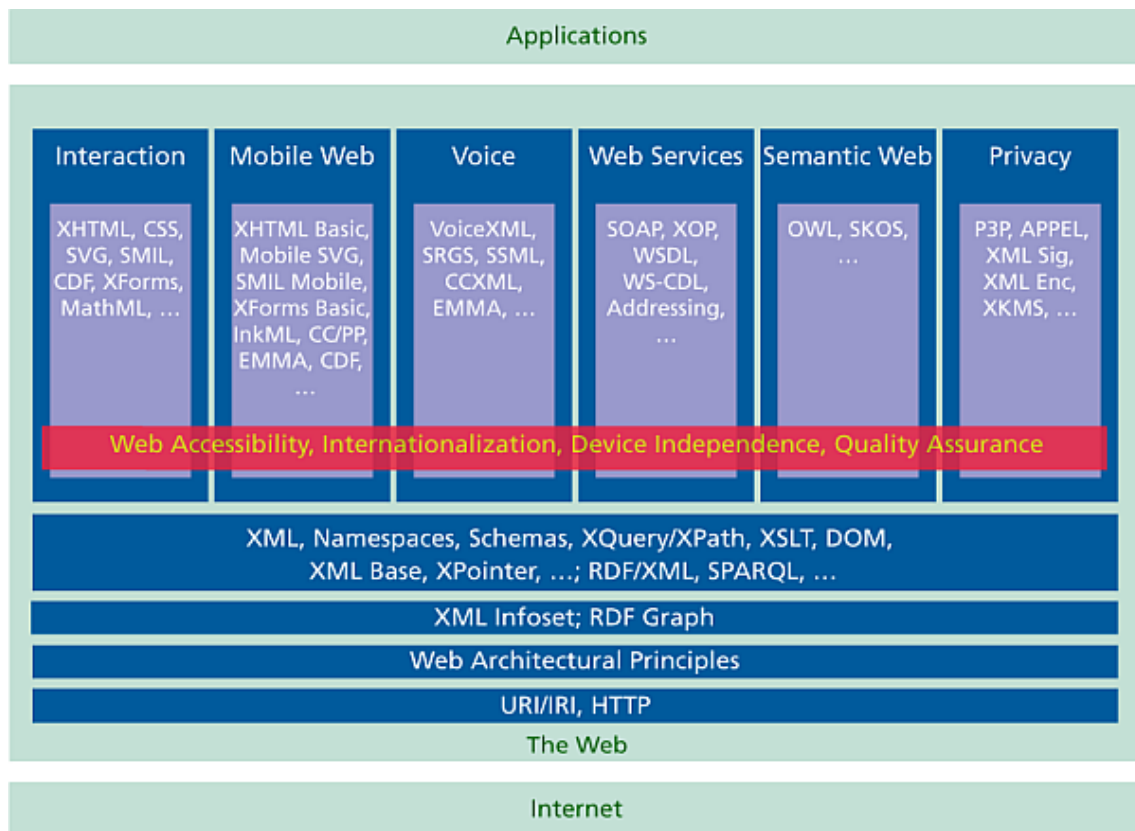 Applications
Interaction
XHTML, CSS,
SVG, SMIL,
CDF, XForms,
MathML, …
Mobile Web
XHTML Basic,
Mobile SVG,
SMIL Mobile,
XForms Basic,
InkML, CC/PP,
EMMA, CDF,
…
Voice
VoiceXML,
SRGS, SSML,
CCXML,
EMMA, …
Web Services
SOAP, XOP,
WSDL,
WS-CDL,
Addressing,
…
Semantic Web
OWL, SKOS,
…
Privacy
P3P, APPEL,
XML Sig,
XML Enc,
XKMS, …
Web Accessibility, Internationalization, Device Independence, Quality Assurance
XML, Namespaces, Schemas, XQuery/XPath, XSLT, DOM,
XML Base, XPointer, …; RDF/XML, SPARQL, …
XML Infoset; RDF Graph
Web Architectural Principles
URI/IRI, HTTP
The Web
Internet